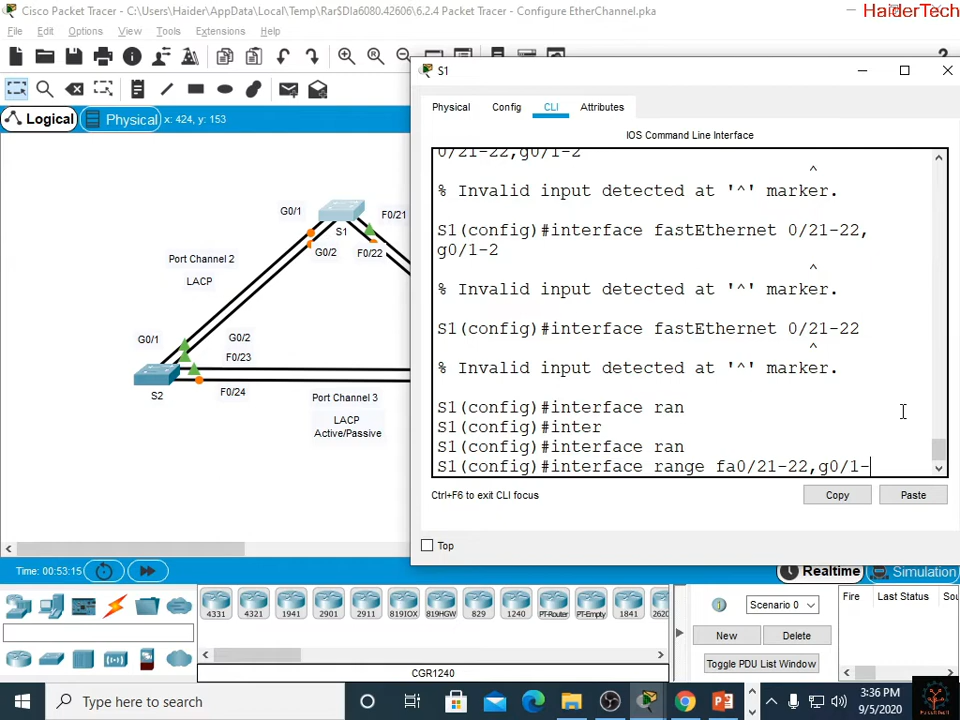 Cisco Packet Tracer - C:\Users\Haider\AppData\Local\Temp\Rar$DIa6080.42606\6.2.4 Packet Tracer - Configure EtherChannel.pka
HaiderTech
File Edit Options View Tools Extensions Help
S1
Logical Physical x: 424, y: 153
Physical Config CLI Attributes
IOS Command Line Interface
0/21-22,g0/1-2
^
% Invalid input detected at '^' marker.
S1(config)#interface fastEthernet 0/21-22,
g0/1-2
^
% Invalid input detected at '^' marker.
S1(config)#interface fastEthernet 0/21-22
^
% Invalid input detected at '^' marker.
S1(config)#interface ran
S1(config)#inter
S1(config)#interface ran
S1(config)#interface range fa0/21-22,g0/1-
Ctrl+F6 to exit CLI focus
Copy Paste
Top
G0/1
F0/21
S1
G0/2
F0/22
Port Channel 2
LACP
G0/1
G0/2
F0/23
S2
F0/24
Port Channel 3
LACP
Active/Passive
Time: 00:53:15
Realtime Simulation
4331 4321 1941 2901 2911 819IOX 819HGW 829 1240 PT-Router PT-Empty 1841 2620
CGR1240
Scenario 0
New Delete
Toggle PDU List Window
Fire Last Status Sou
Type here to search
3:36 PM
9/5/2020